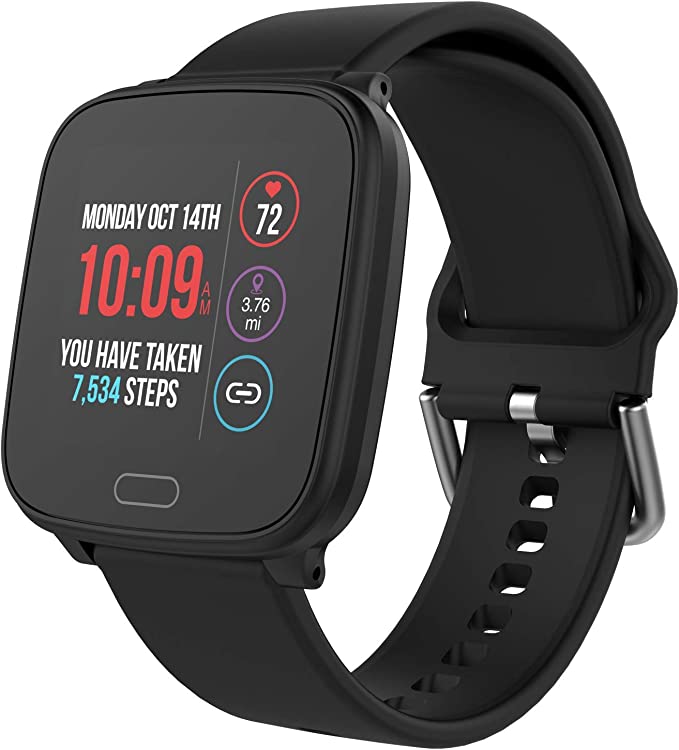 MONDAY OCT 14TH
10:09 AM
YOU HAVE TAKEN
7,534 STEPS
72
3.76
mi